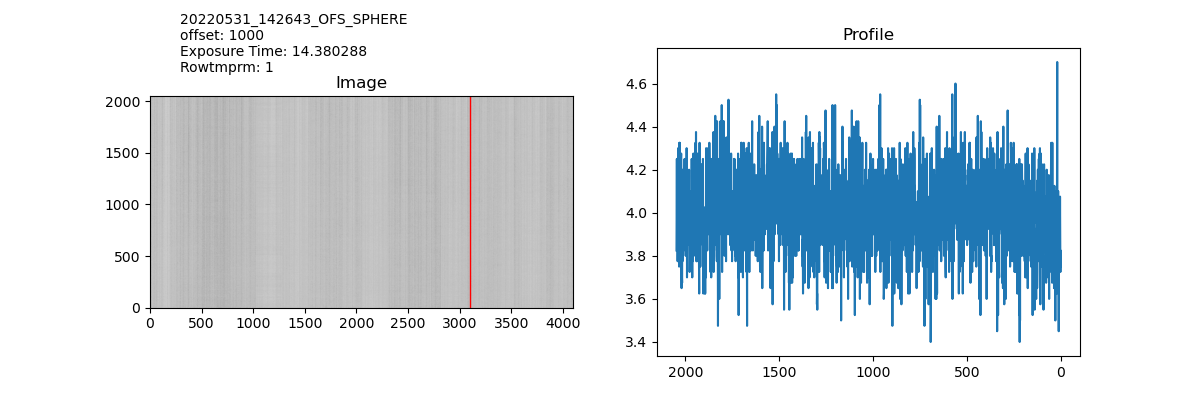 20220531_142643_OFS_SPHERE
offset: 1000
Exposure Time: 14.380288
Rowtmprm: 1
Image
2000
1500
1000
500
0
0 500 1000 1500 2000 2500 3000 3500 4000
Profile
4.6
4.4
4.2
4.0
3.8
3.6
3.4
2000 1500 1000 500 0